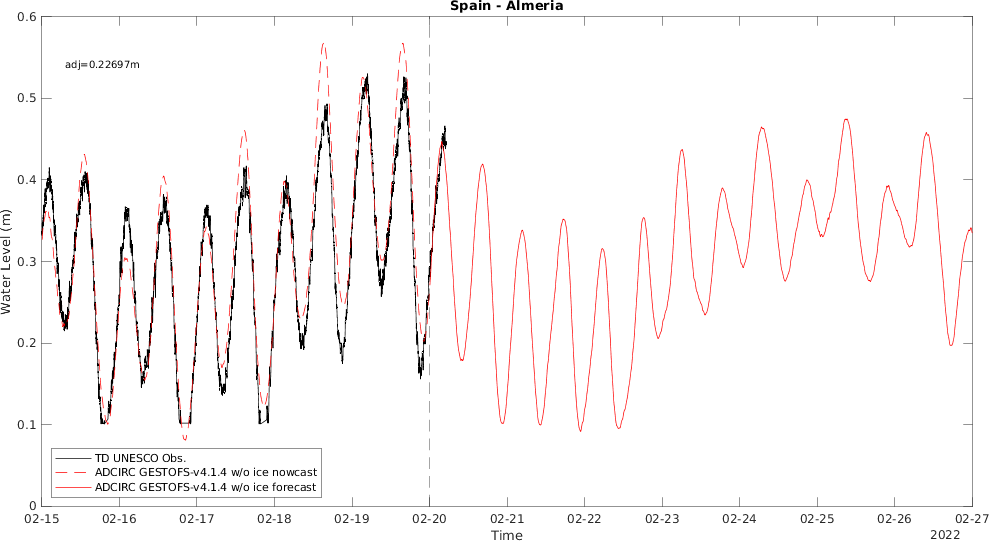 Spain - Almeria
adj=0.22697m
Water Level (m)
0.6
0.5
0.4
0.3
0.2
0.1
0
TD UNESCO Obs.
ADCIRC GESTOFS-v4.1.4 w/o ice nowcast
ADCIRC GESTOFS-v4.1.4 w/o ice forecast
02-15 02-16 02-17 02-18 02-19 02-20 02-21 02-22 02-23 02-24 02-25 02-26 02-27
Time
2022